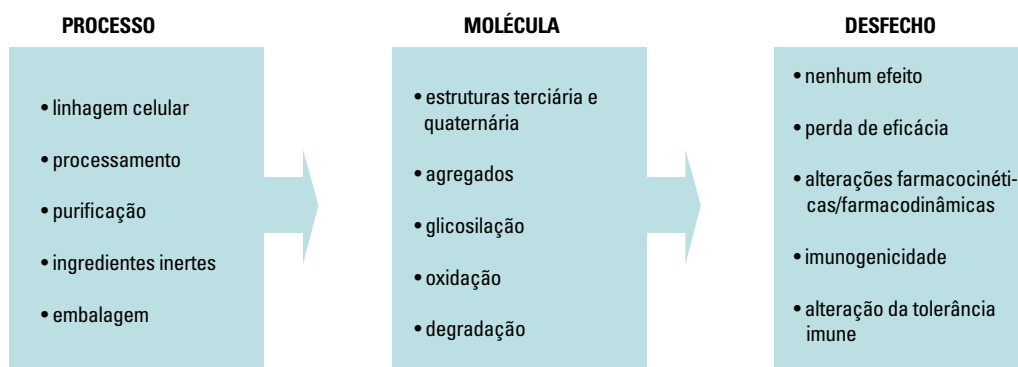 PROCESSO
• linhagem celular
• processamento
• purificação
• ingredientes inertes
• embalagem
MOLÉCULA
• estruturas terciária e
quaternária
• agregados
• glicosilação
• oxidação
• degradação
DESFECHO
• nenhum efeito
• perda de eficácia
• alterações farmacocinéti-
cas/farmacodinâmicas
• imunogenicidade
• alteração da tolerância
imune